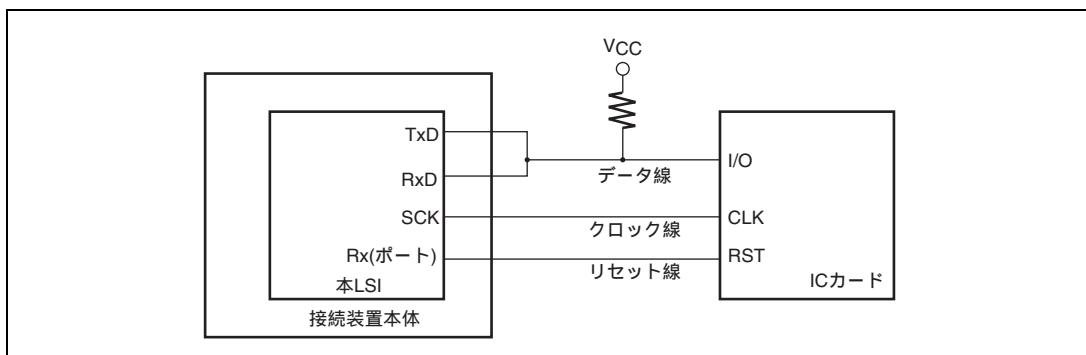 VCC
TxD
I/O
データ線
RxD
SCK
CLK
クロック線
Rx(ポート)
RST
リセット線
本LSI
ICカード
接続装置本体